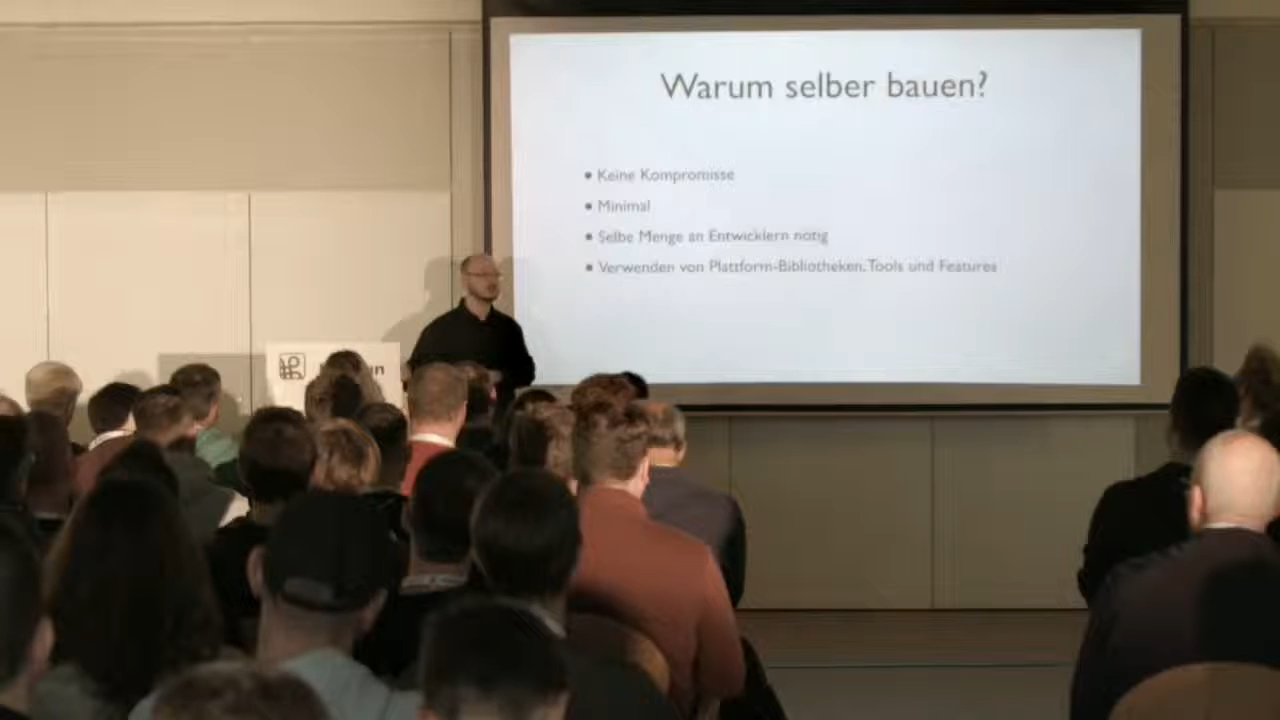 Warum selber bauen?
• Keine Kompromisse
• Minimal
• Selbe Menge an Entwicklern nötig
• Verwenden von Plattform-Bibliotheken, Tools und Features